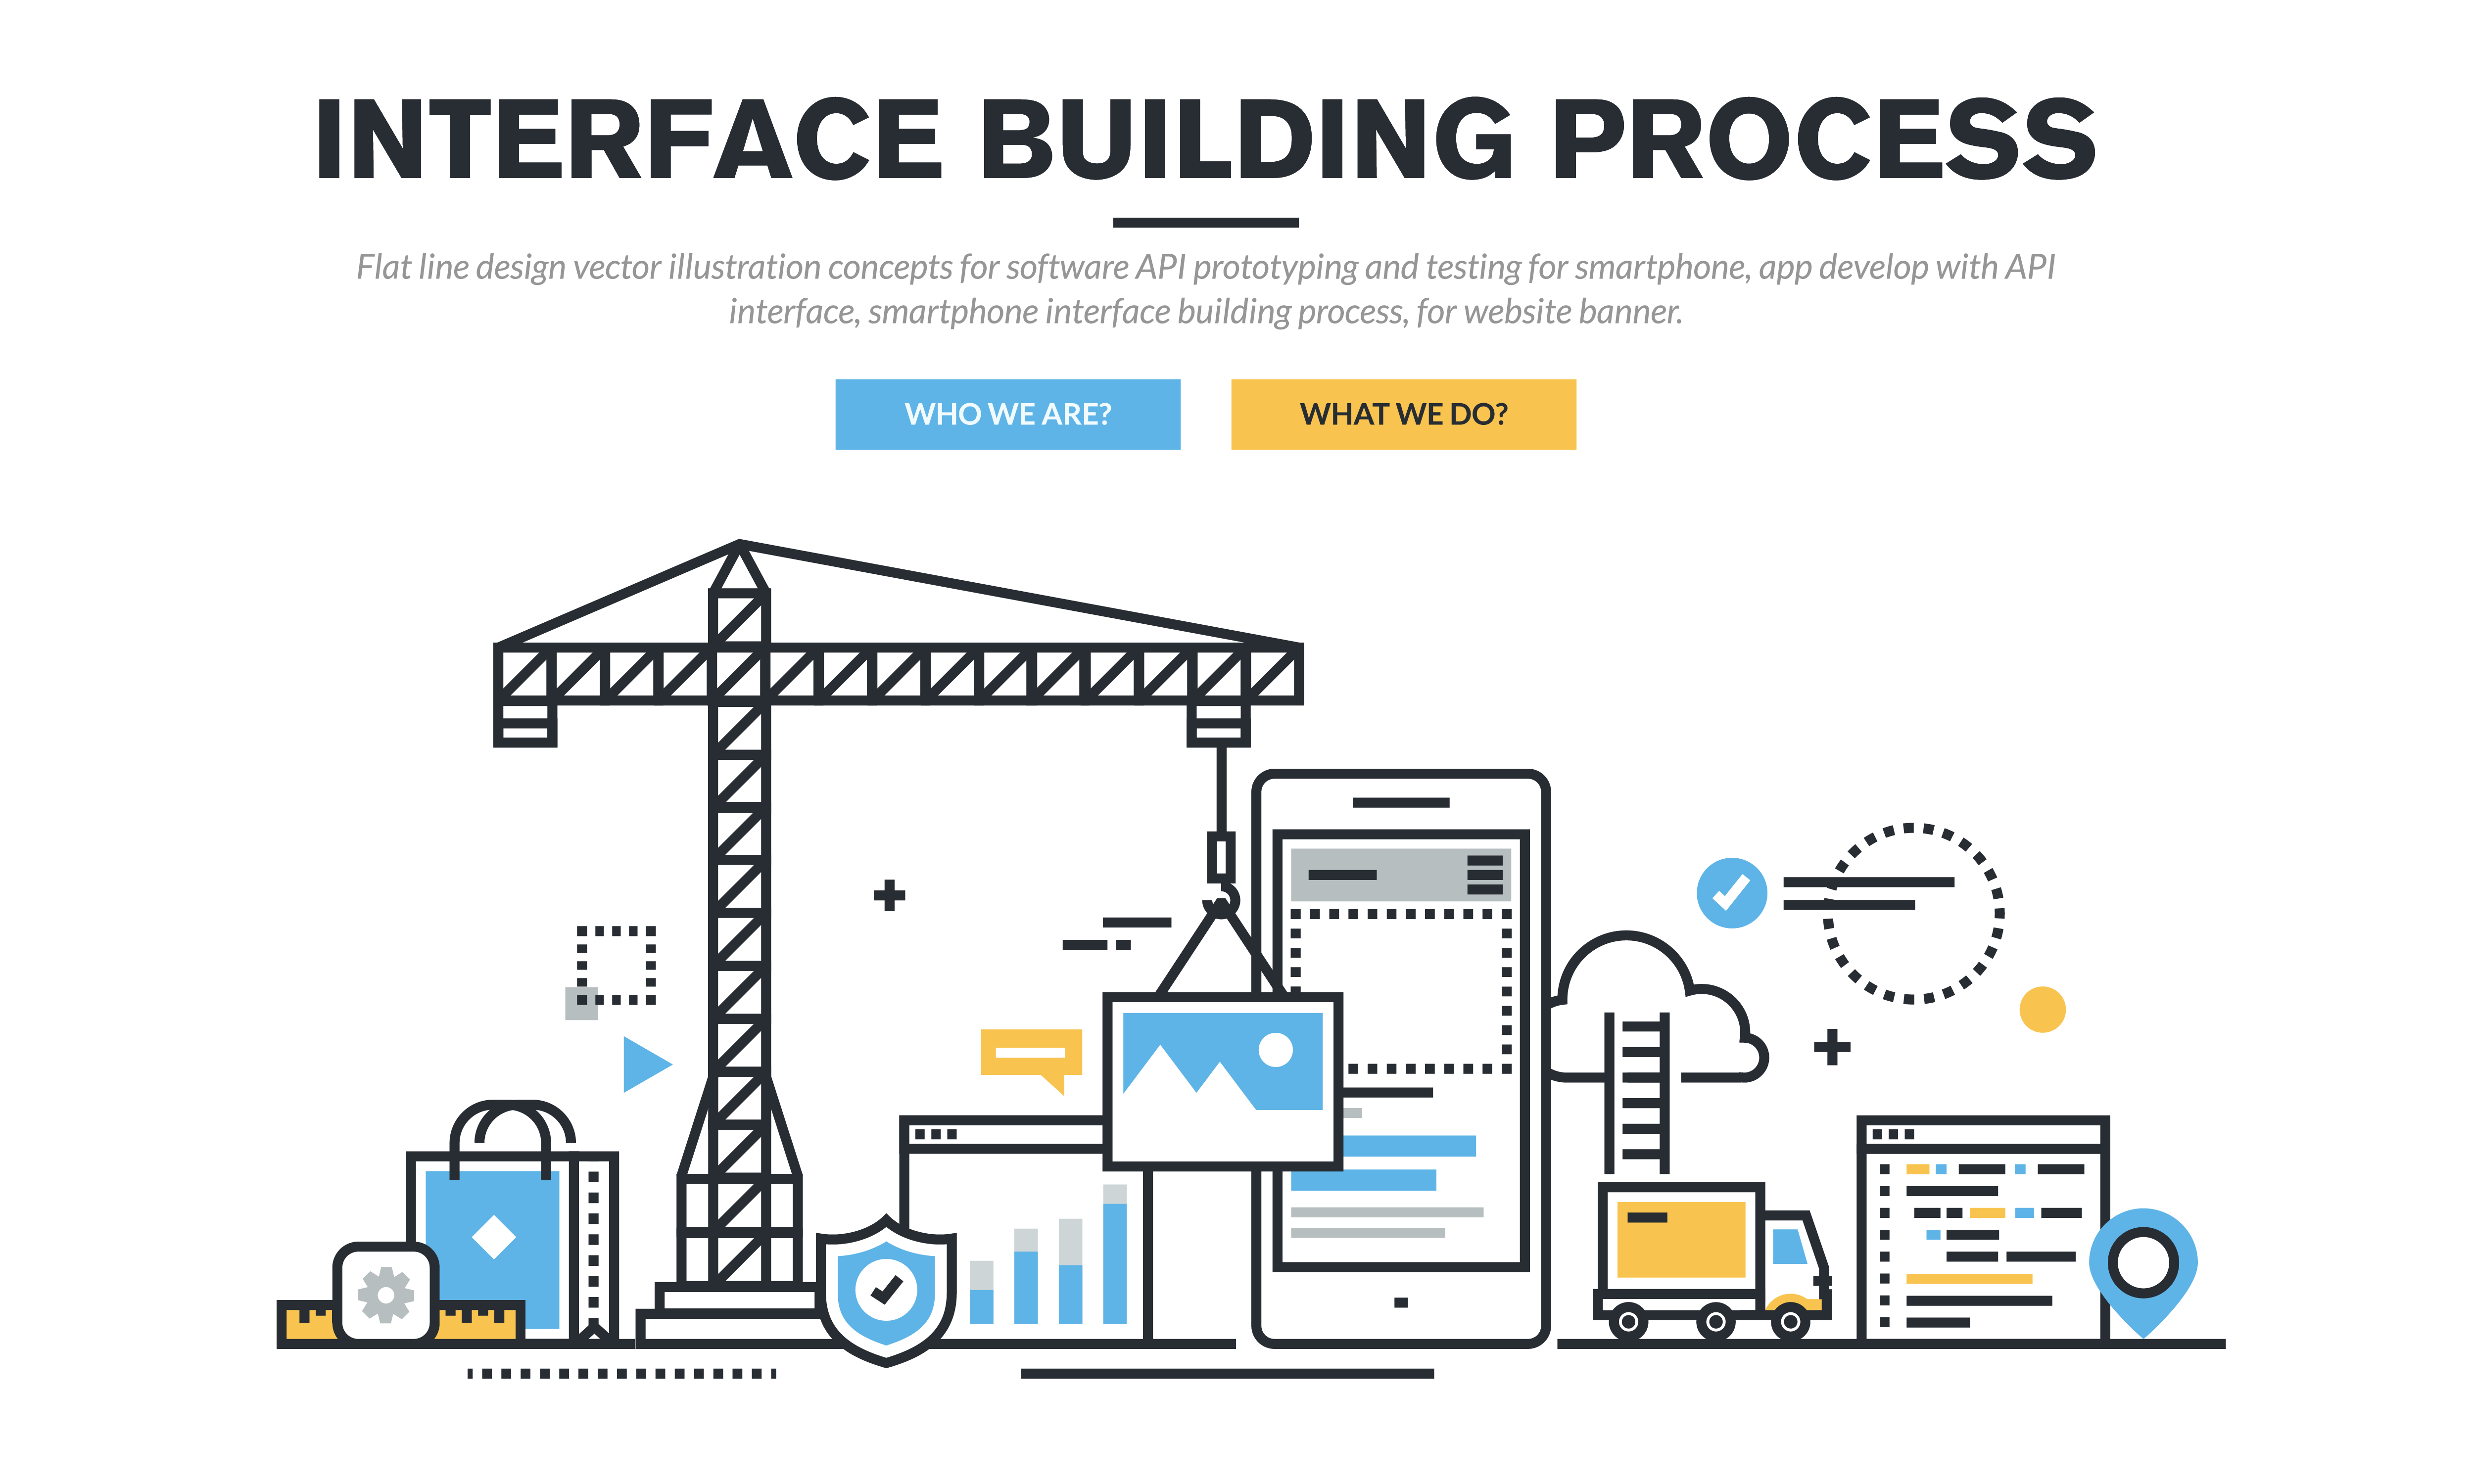 INTERFACE BUILDING PROCESS
Flat line design vector illustration concepts for software API prototyping and testing for smartphone, app develop with API
interface, smartphone interface building process, for website banner.
WHO WE ARE?
WHAT WE DO?